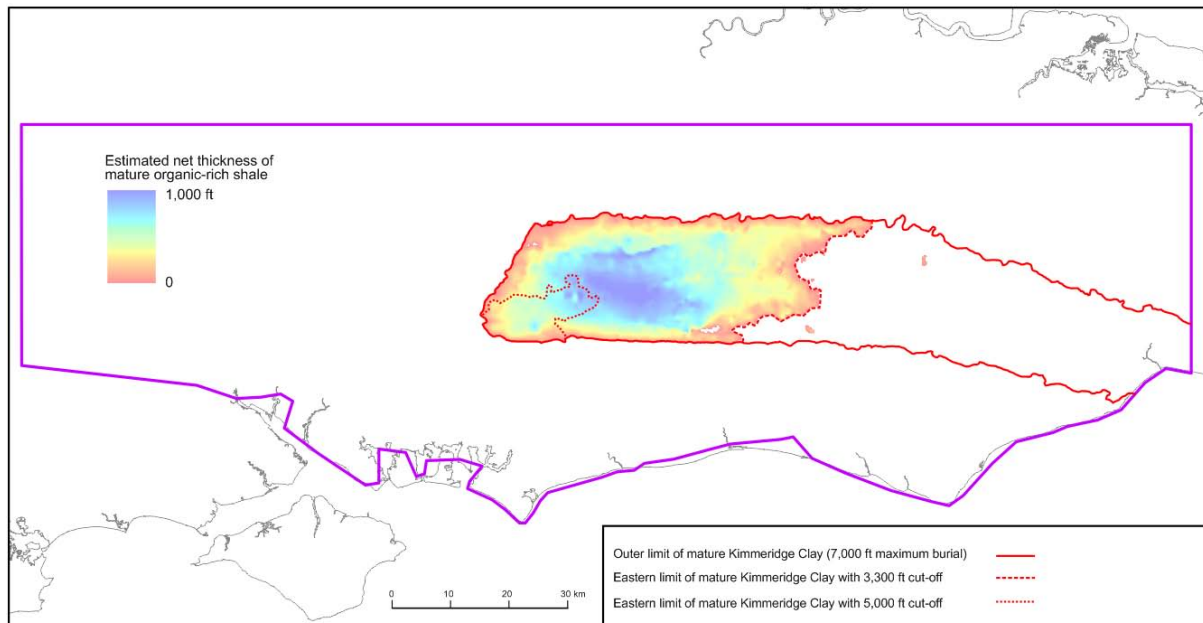 Estimated net thickness of
mature organic-rich shale
1,000 ft
0
0 10 20 30 km
Outer limit of mature Kimmeridge Clay (7,000 ft maximum burial)
Eastern limit of mature Kimmeridge Clay with 3,300 ft cut-off
Eastern limit of mature Kimmeridge Clay with 5,000 ft cut-off